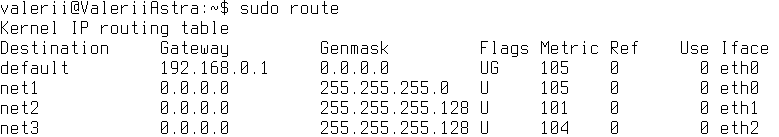 valerii@ValeriiAstra:~$ sudo route
Kernel IP routing table
Destination     Gateway         Genmask         Flags Metric Ref    Use Iface
default         192.168.0.1     0.0.0.0         UG    105    0        0 eth0
net1            0.0.0.0         255.255.255.0   U     105    0        0 eth0
net2            0.0.0.0         255.255.255.128 U     101    0        0 eth1
net3            0.0.0.0         255.255.255.128 U     104    0        0 eth2